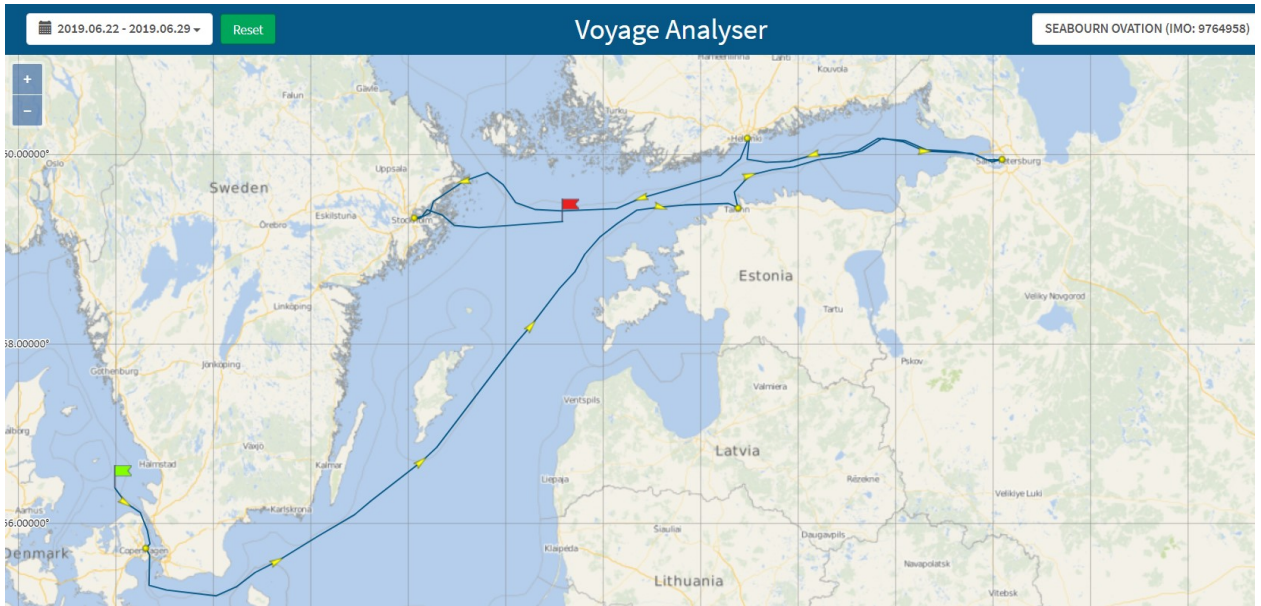 2019.06.22 - 2019.06.29
Reset
Voyage Analyser
SEABOURN OVATION (IMO: 9764958)
+
−
Kouvola
Falun
Gävle
Turku
Helsinki
Oslo
60.00000°
Uppsala
Sweden
Eskilstuna
Örebro
Stockholm
Tallinn
Estonia
Linköping
Tartu
Veliky Novgorod
58.00000°
Gothenburg
Jönköping
Pskov
Valmiera
Ventspils
Växjö
Halmstad
Kalmar
Latvia
Liepaja
Rēzekne
Velikiye Luki
Aarhus
Karlskrona
56.00000°
Šiauliai
Daugavpils
Denmark
Copenhagen
Klaipėda
Navapolatsk
Lithuania
Vitebsk